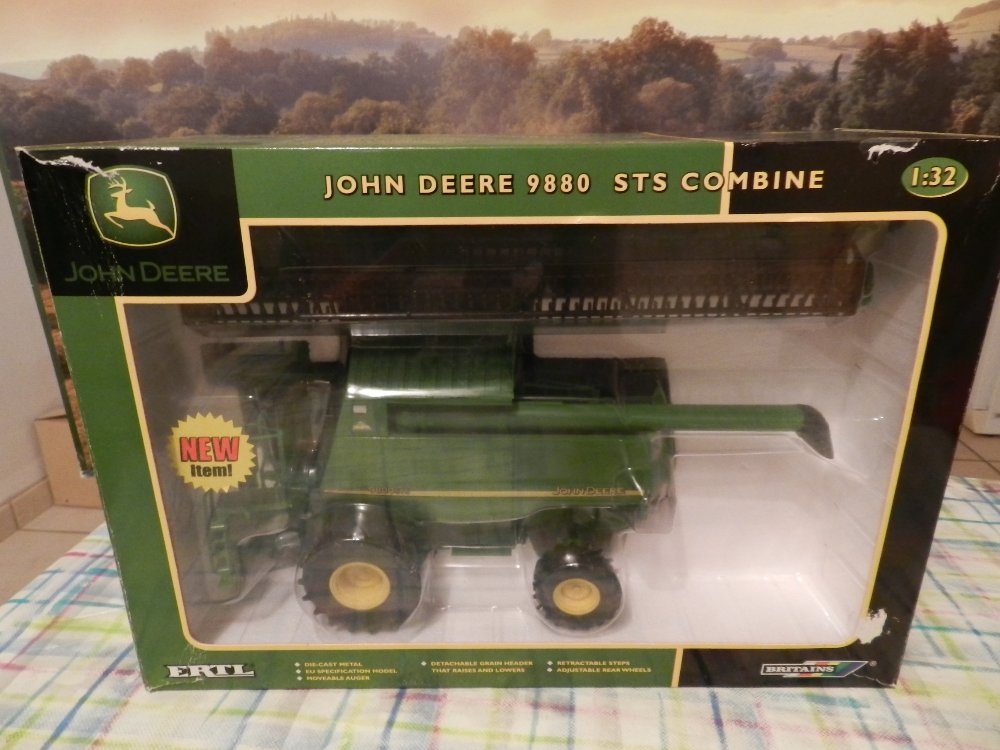 JOHN DEERE 9880 STS COMBINE
1:32
JOHN DEERE
NEW
item!
JOHN DEERE
ERTL
DIE-CAST METAL
EU SPECIFICATION MODEL
MOVEABLE AUGER
DETACHABLE GRAIN HEADER
THAT RAISES AND LOWERS
RETRACTABLE STEPS
ADJUSTABLE REAR WHEELS
BRITAINS